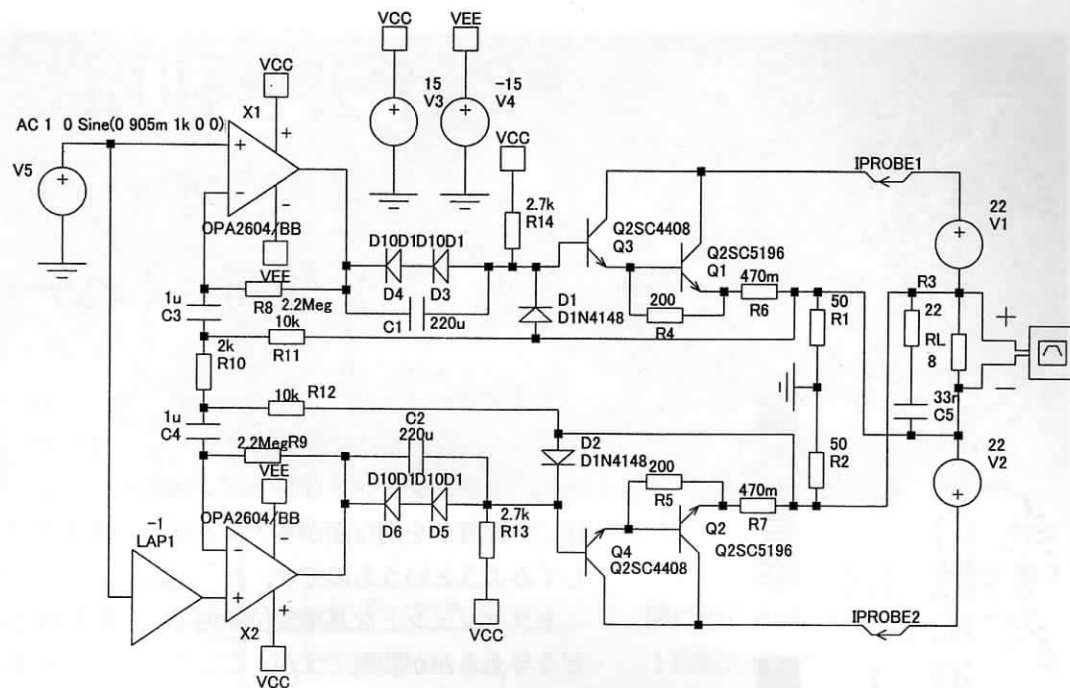 VCC
VEE
VCC
X1
15
V3
-15
V4
AC 1 0 Sine(0 905m 1k 0 0)
V5
+
+
−
−
+
VCC
IPROBE1
OPA2604/BB
VEE
2.7k
R14
Q2SC4408
Q3
Q2SC5196
Q1
22
V1
D10D1
D10D1
D4
D3
1u
C3
R8
2.2Meg
C1
220u
D1
D1N4148
200
R4
470m
R6
50
R1
R3
22
RL
8
+
−
2k
R10
10k
R11
10k
R12
1u
C4
C2
220u
33n
C5
2.2Meg
R9
VEE
D2
D1N4148
50
R2
22
V2
OPA2604/BB
D10D1
D10D1
D6
D5
2.7k
R13
200
R5
470m
R7
-1
LAP1
−
+
−
+
Q4
Q2SC4408
Q2
Q2SC5196
X2
VCC
IPROBE2
VCC